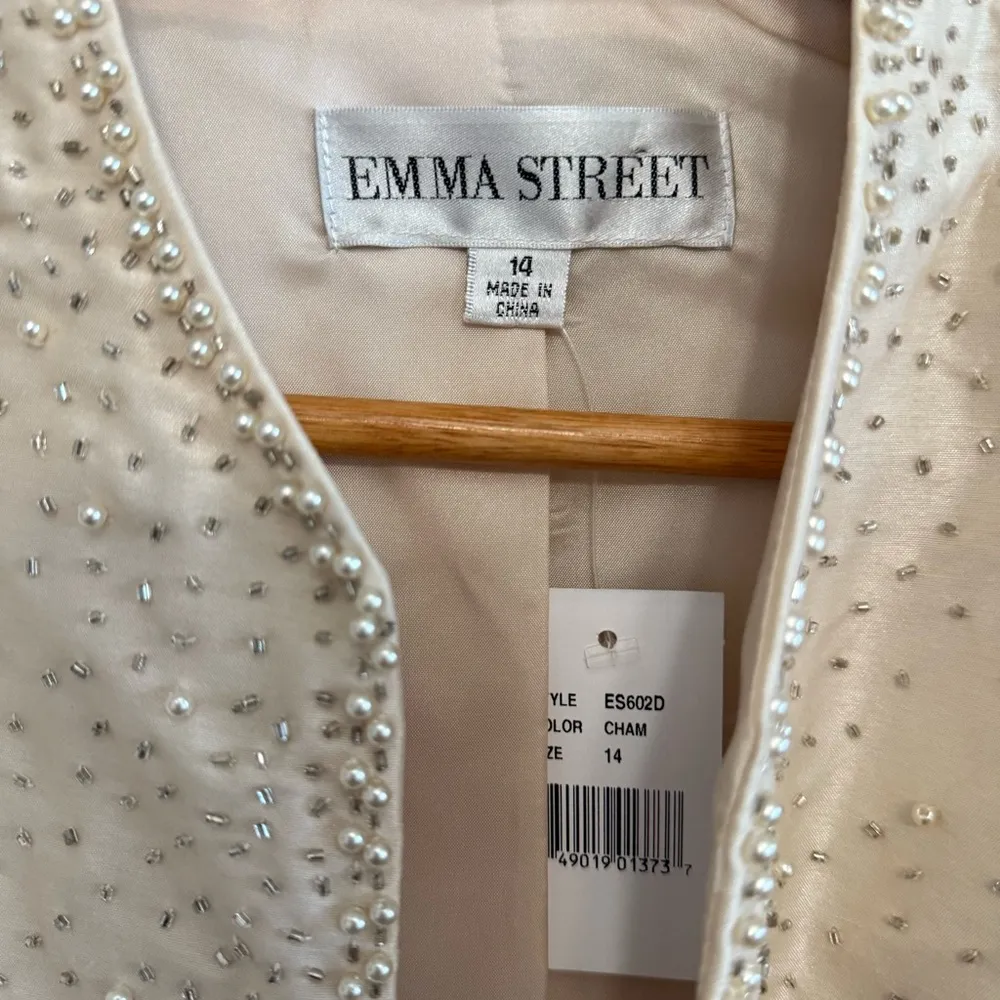 EMMA STREET
14
MADE IN
CHINA
YLE ES602D
OLOR CHAM
ZE 14
49019 01373 7